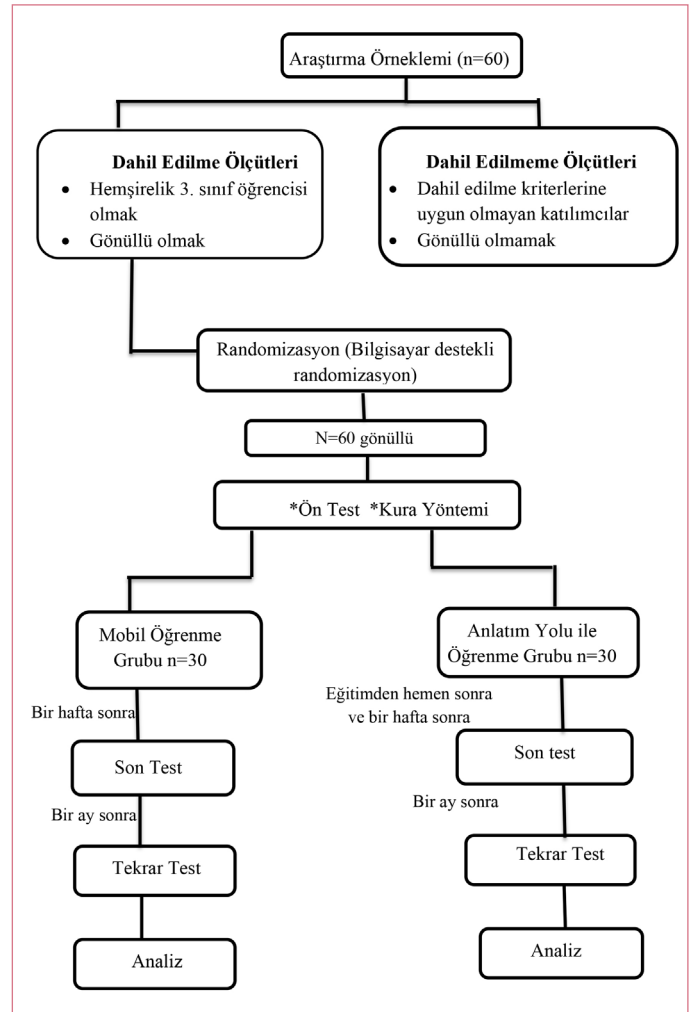 Araştırma Örneklemi (n=60)
Dahil Edilme Ölçütleri
• Hemşirelik 3. sınıf öğrencisi
olmak
• Gönüllü olmak
Dahil Edilmeme Ölçütleri
• Dahil edilme kriterlerine
uygun olmayan katılımcılar
• Gönüllü olmamak
Randomizasyon (Bilgisayar destekli
randomizasyon)
N=60 gönüllü
*Ön Test *Kura Yöntemi
Mobil Öğrenme
Grubu n=30
Bir hafta sonra
Son Test
Bir ay sonra
Tekrar Test
Analiz
Anlatım Yolu ile
Öğrenme Grubu n=30
Eğitimden hemen sonra
ve bir hafta sonra
Son test
Bir ay sonra
Tekrar Test
Analiz